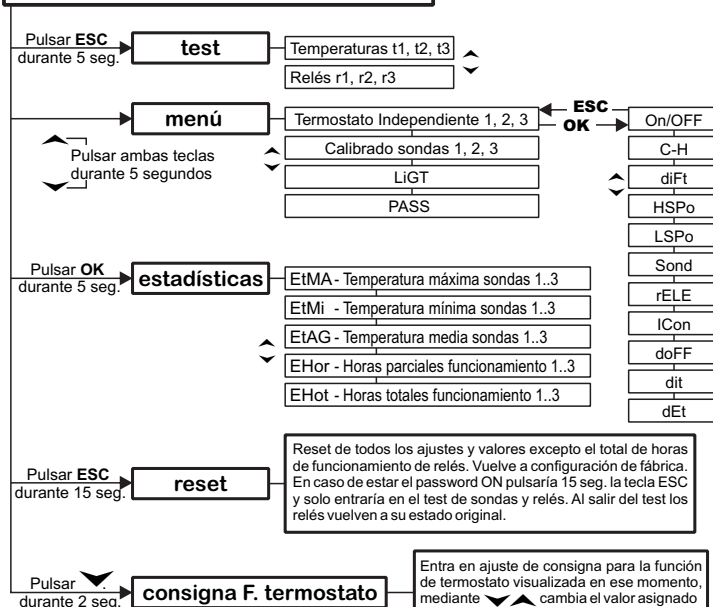 Pulsar ESC
durante 5 seg.
test
Temperaturas t1, t2, t3
Relés r1, r2, r3
menú
Pulsar ambas teclas
durante 5 segundos
Termostato Independiente 1, 2, 3
Calibrado sondas 1, 2, 3
LiGT
PASS
ESC
OK
On/OFF
C-H
diFt
HSPo
LSPo
Sond
rELE
ICon
doFF
dit
dEt
Pulsar OK
durante 5 seg.
estadísticas
EtMA - Temperatura máxima sondas 1..3
EtMi - Temperatura mínima sondas 1..3
EtAG - Temperatura media sondas 1..3
EHor - Horas parciales funcionamiento 1..3
EHot - Horas totales funcionamiento 1..3
Pulsar ESC
durante 15 seg.
reset
Reset de todos los ajustes y valores excepto el total de horas
de funcionamiento de relés. Vuelve a configuración de fábrica.
En caso de estar el password ON pulsaría 15 seg. la tecla ESC
y solo entraría en el test de sondas y relés. Al salir del test los
relés vuelven a su estado original.
Pulsar .
durante 2 seg.
consigna F. termostato
Entra en ajuste de consigna para la función
de termostato visualizada en ese momento,
mediante cambia el valor asignado